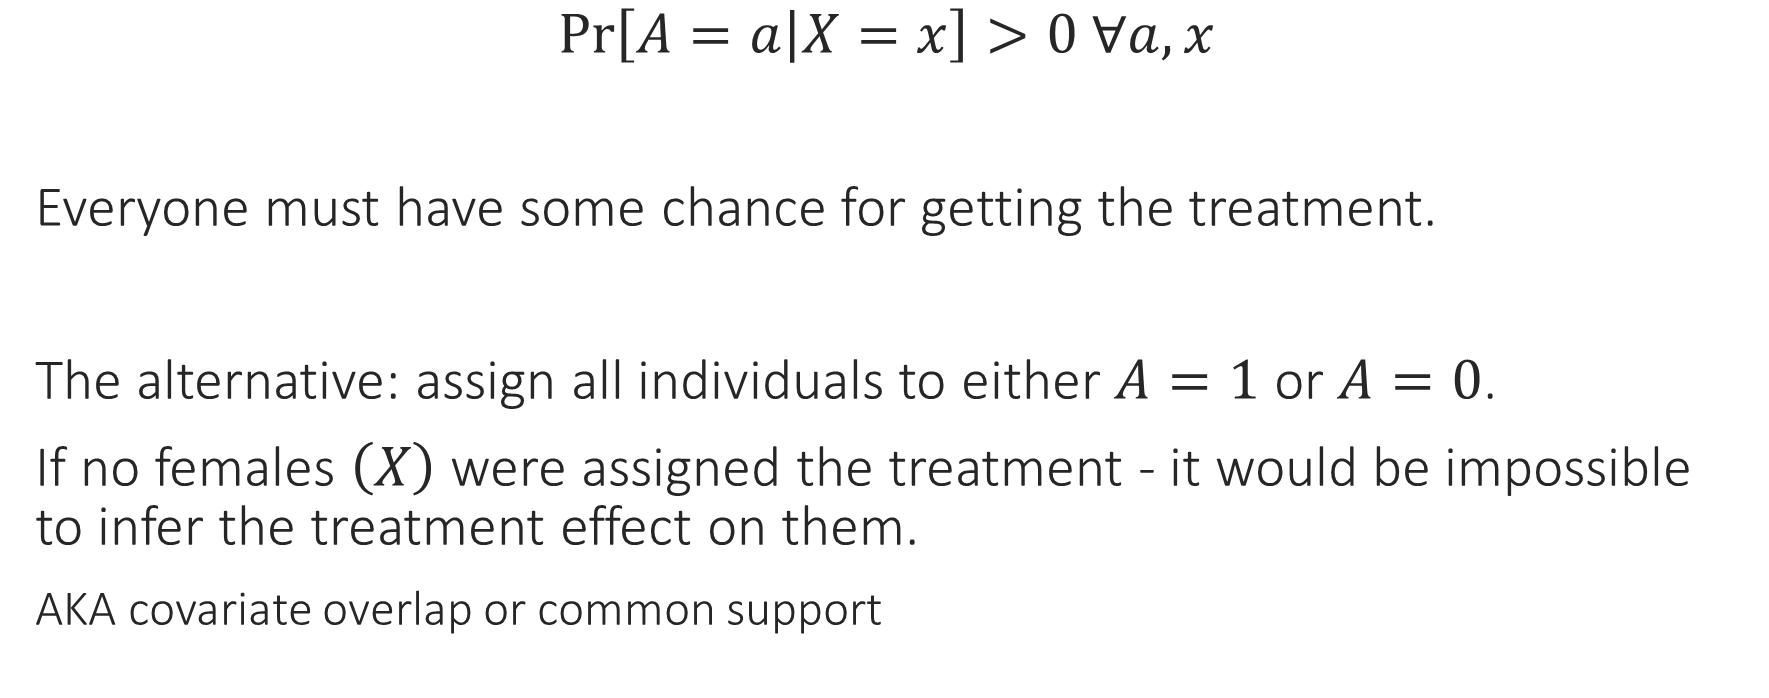 Pr[A = a|X = x] > 0 ∀a, x
Everyone must have some chance for getting the treatment.
The alternative: assign all individuals to either A = 1 or A = 0.
If no females (X) were assigned the treatment - it would be impossible
to infer the treatment effect on them.
AKA covariate overlap or common support